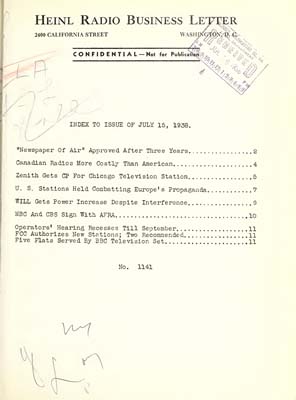 HEINL RADIO BUSINESS LETTER
2400 CALIFORNIA STREET WASHINGTON, D. C.
CONFIDENTIAL—Not for Publication
LA
INDEX TO ISSUE OF JULY 15, 1938.
"Newspaper Of Air" Approved After Three Years...............2
Canadian Radios More Costly Than American...................4
Zenith Gets CP For Chicago Television Station...............5
U. S. Stations Held Combatting Europe's Propaganda..........7
WILL Gets Power Increase Despite Interference...............9
NBC And CBS Sign With AFRA.................................10
Operators' Hearing Recesses Till September.................11
FCC Authorizes New Stations; Two Recommended...............11
Five Flats Served By BBC Television Set....................11
No. 1141